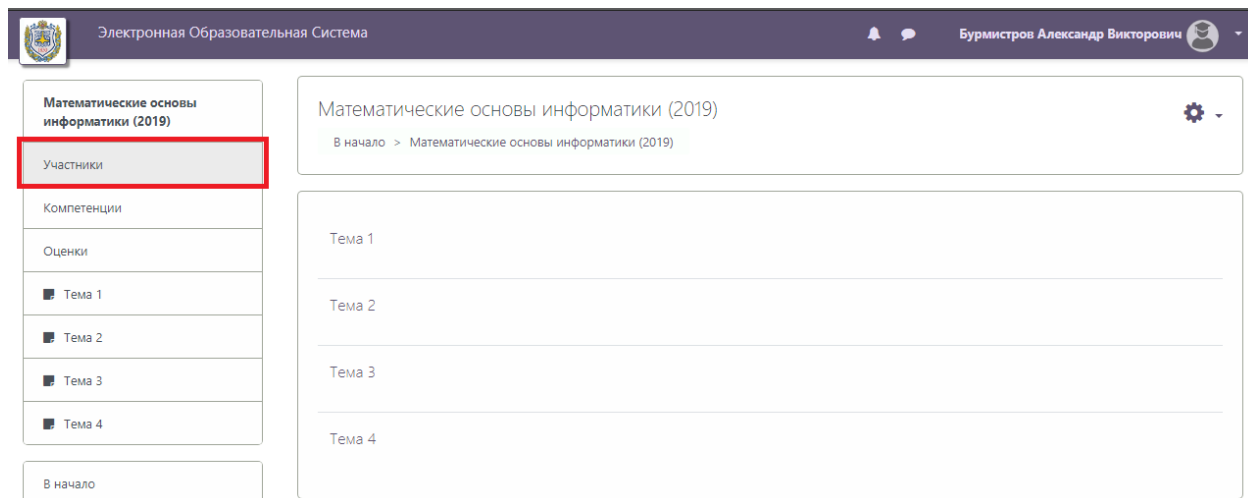 Электронная Образовательная Система
Бурмистров Александр Викторович
Математические основы
информатики (2019)
Участники
Компетенции
Оценки
Тема 1
Тема 2
Тема 3
Тема 4
В начало
Математические основы информатики (2019)
В начало > Математические основы информатики (2019)
Тема 1
Тема 2
Тема 3
Тема 4